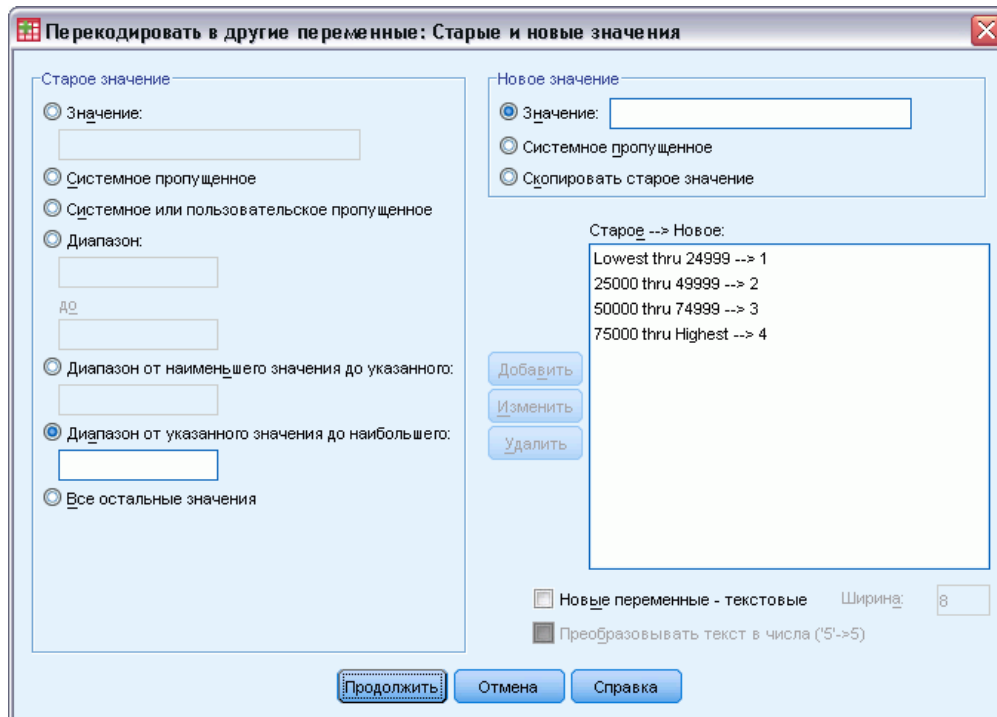 Перекодировать в другие переменные: Старые и новые значения
Старое значение
Значение:
Системное пропущенное
Системное или пользовательское пропущенное
Диапазон:
до
Диапазон от наименьшего значения до указанного:
Диапазон от указанного значения до наибольшего:
Все остальные значения
Новое значение
Значение:
Системное пропущенное
Скопировать старое значение
Старое --> Новое:
Lowest thru 24999 --> 1
25000 thru 49999 --> 2
50000 thru 74999 --> 3
75000 thru Highest --> 4
Добавить
Изменить
Удалить
Новые переменные - текстовые
Ширина:
8
Преобразовывать текст в числа ('5'->5)
Продолжить
Отмена
Справка